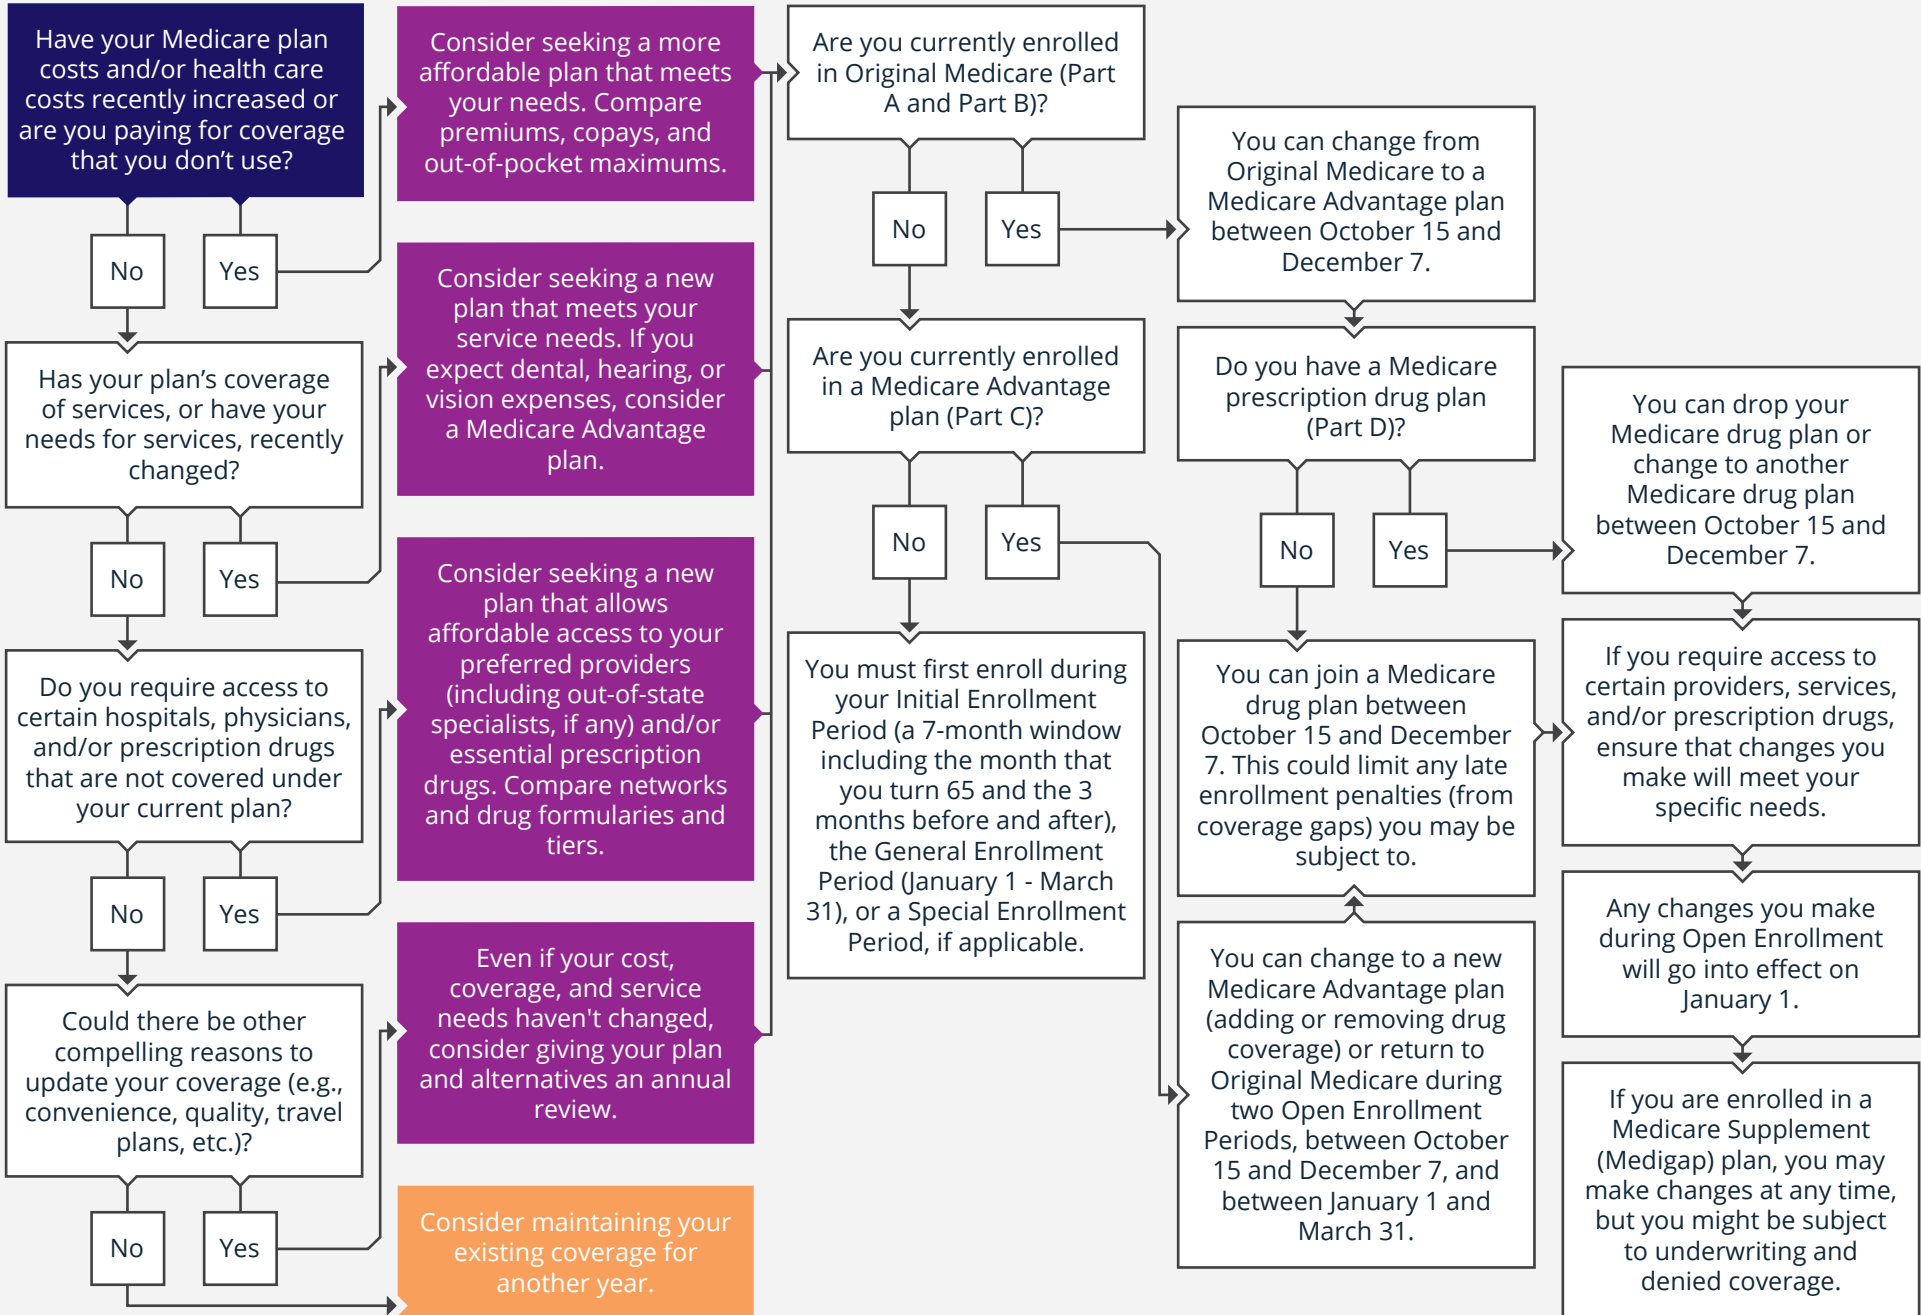 Have your Medicare plan
costs and/or health care
costs recently increased or
are you paying for coverage
that you don’t use?
No
Yes
Has your plan’s coverage
of services, or have your
needs for services, recently
changed?
No
Yes
Do you require access to
certain hospitals, physicians,
and/or prescription drugs
that are not covered under
your current plan?
No
Yes
Could there be other
compelling reasons to
update your coverage (e.g.,
convenience, quality, travel
plans, etc.)?
No
Yes
Consider seeking a more
affordable plan that meets
your needs. Compare
premiums, copays, and
out-of-pocket maximums.
Consider seeking a new
plan that meets your
service needs. If you
expect dental, hearing, or
vision expenses, consider
a Medicare Advantage
plan.
Consider seeking a new
plan that allows
affordable access to your
preferred providers
(including out-of-state
specialists, if any) and/or
essential prescription
drugs. Compare networks
and drug formularies and
tiers.
Even if your cost,
coverage, and service
needs haven't changed,
consider giving your plan
and alternatives an annual
review.
Consider maintaining your
existing coverage for
another year.
Are you currently enrolled
in Original Medicare (Part
A and Part B)?
No
Yes
Are you currently enrolled
in a Medicare Advantage
plan (Part C)?
No
Yes
You must first enroll during
your Initial Enrollment
Period (a 7-month window
including the month that
you turn 65 and the 3
months before and after),
the General Enrollment
Period (January 1 - March
31), or a Special Enrollment
Period, if applicable.
You can change from
Original Medicare to a
Medicare Advantage plan
between October 15 and
December 7.
Do you have a Medicare
prescription drug plan
(Part D)?
No
Yes
You can join a Medicare
drug plan between
October 15 and December
7. This could limit any late
enrollment penalties (from
coverage gaps) you may be
subject to.
You can change to a new
Medicare Advantage plan
(adding or removing drug
coverage) or return to
Original Medicare during
two Open Enrollment
Periods, between October
15 and December 7, and
between January 1 and
March 31.
You can drop your
Medicare drug plan or
change to another
Medicare drug plan
between October 15 and
December 7.
If you require access to
certain providers, services,
and/or prescription drugs,
ensure that changes you
make will meet your
specific needs.
Any changes you make
during Open Enrollment
will go into effect on
January 1.
If you are enrolled in a
Medicare Supplement
(Medigap) plan, you may
make changes at any time,
but you might be subject
to underwriting and
denied coverage.